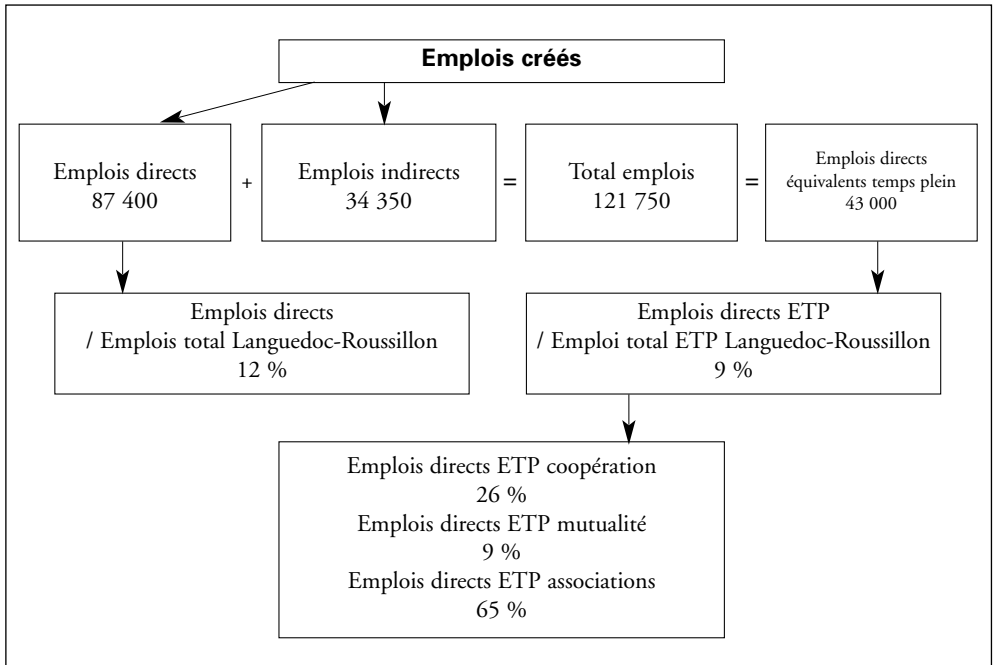 Emplois créés
Emplois directs
87 400
+
Emplois indirects
34 350
=
Total emplois
121 750
=
Emplois directs
équivalents temps plein
43 000
Emplois directs
/ Emplois total Languedoc-Roussillon
12 %
Emplois directs ETP
/ Emploi total ETP Languedoc-Roussillon
9 %
Emplois directs ETP coopération
26 %
Emplois directs ETP mutualité
9 %
Emplois directs ETP associations
65 %